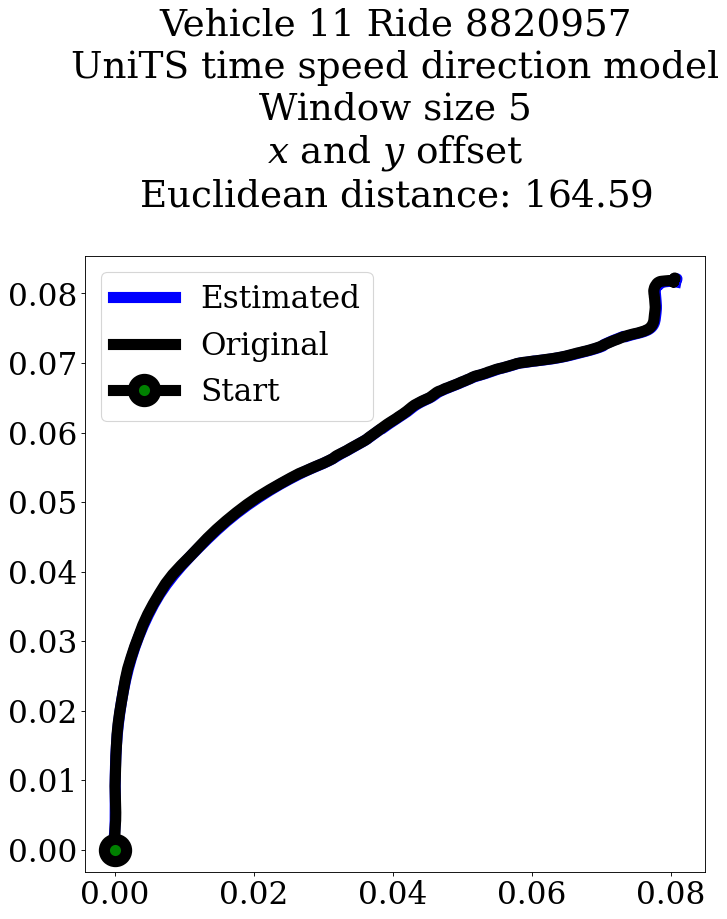 Vehicle 11 Ride 8820957
UniTS time speed direction model
Window size 5
x and y offset
Euclidean distance: 164.59
Estimated
Original
Start
0.08
0.07
0.06
0.05
0.04
0.03
0.02
0.01
0.00
0.00 0.02 0.04 0.06 0.08